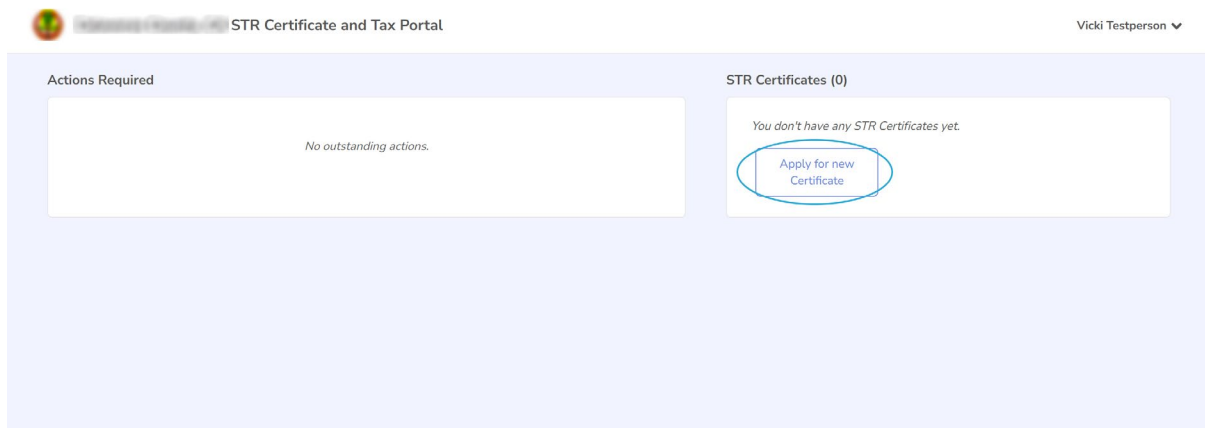 STR Certificate and Tax Portal
Vicki Testperson
Actions Required
No outstanding actions.
STR Certificates (0)
You don't have any STR Certificates yet.
Apply for new
Certificate